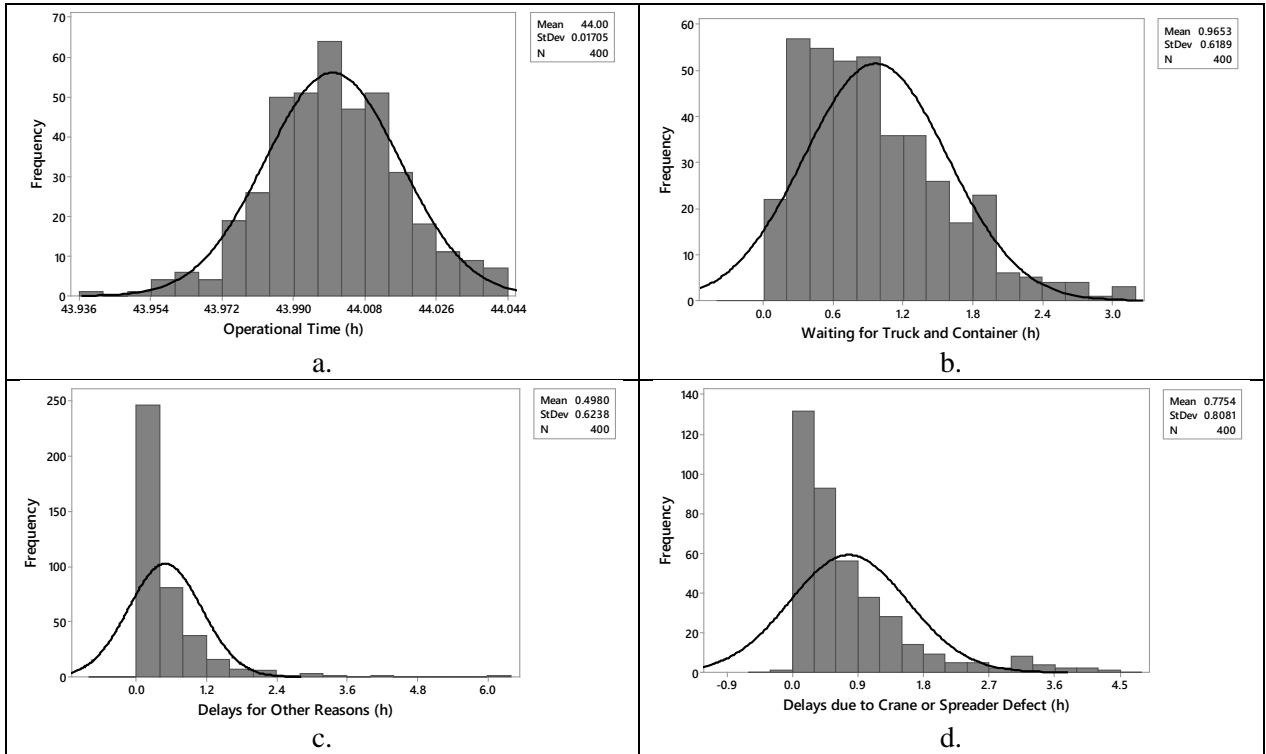 70
60
50
40
30
20
10
0
Frequency
43.936 43.954 43.972 43.990 44.008 44.026 44.044
Operational Time (h)
Mean 44.00
StDev 0.01705
N 400
a.
60
50
40
30
20
10
0
Frequency
0.0 0.6 1.2 1.8 2.4 3.0
Waiting for Truck and Container (h)
Mean 0.9653
StDev 0.6189
N 400
b.
250
200
150
100
50
0
Frequency
0.0 1.2 2.4 3.6 4.8 6.0
Delays for Other Reasons (h)
Mean 0.4980
StDev 0.6238
N 400
c.
140
120
100
80
60
40
20
0
Frequency
-0.9 0.0 0.9 1.8 2.7 3.6 4.5
Delays due to Crane or Spreader Defect (h)
Mean 0.7754
StDev 0.8081
N 400
d.